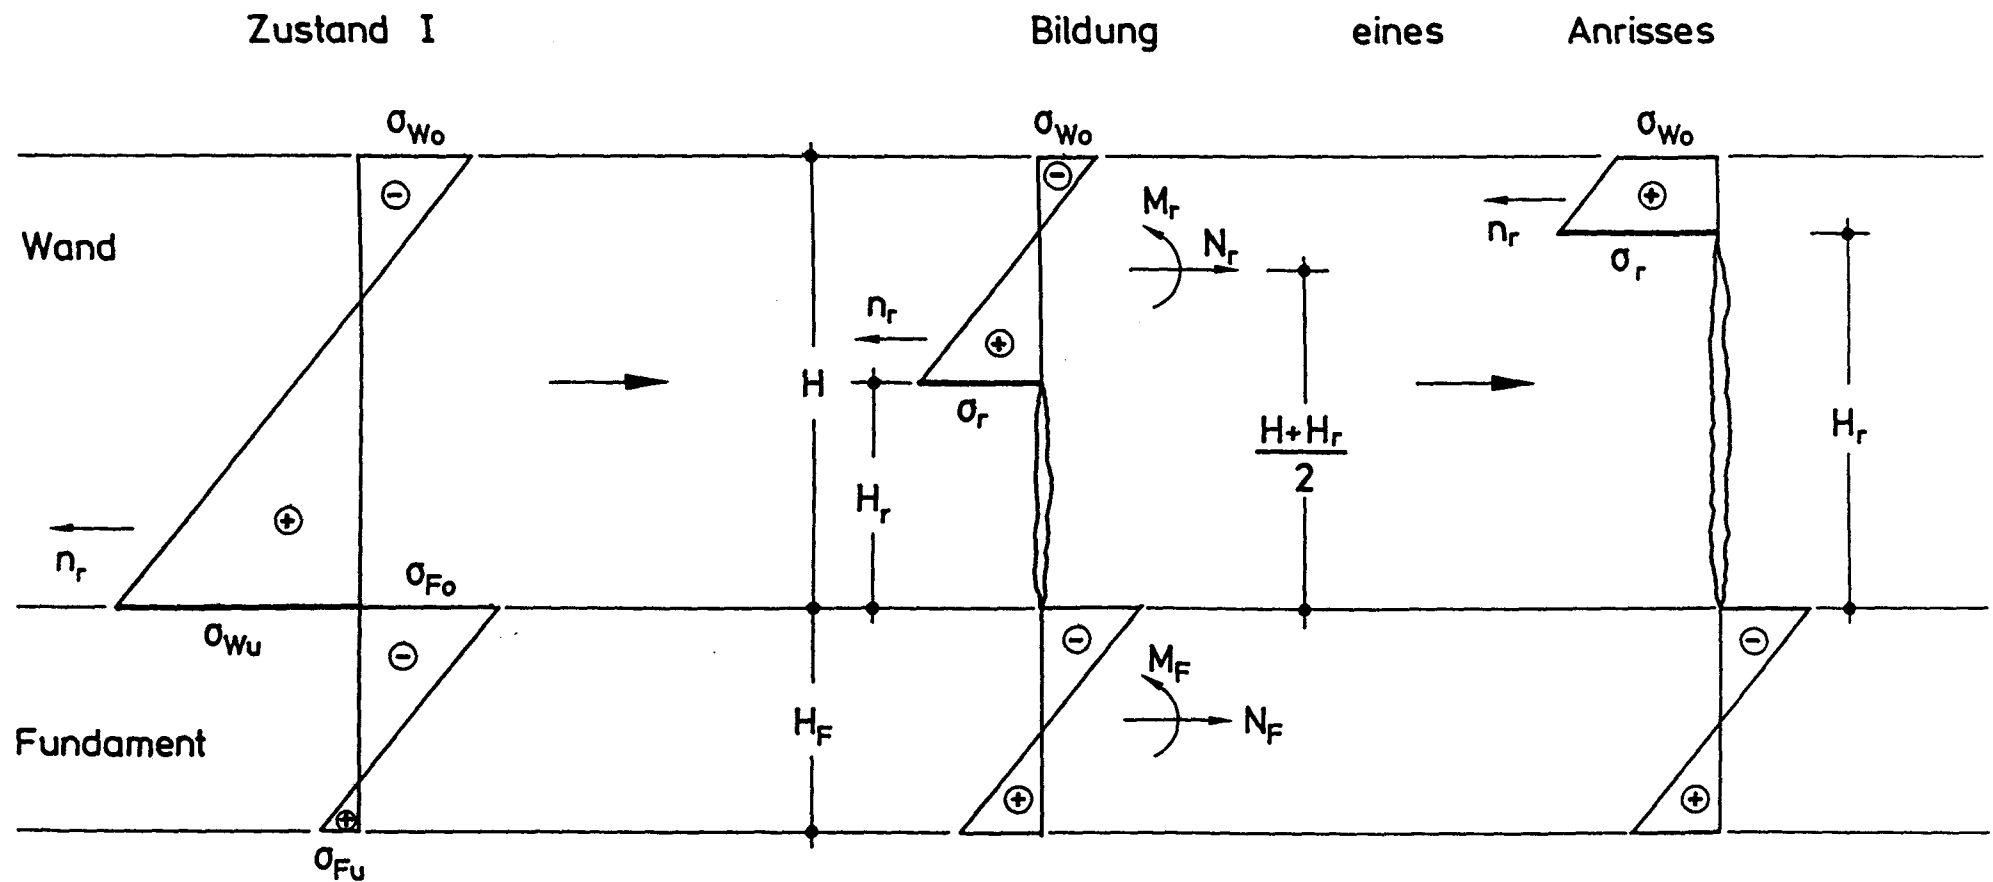 Zustand I
Bildung eines Anrisses
σWo
σWo
σWo
⊖
⊖
⊕
Wand
Mr
Nr
nr
σr
nr
⊕
H
σr
H+Hr
2
Hr
Hr
⊕
nr
σFo
σWu
⊖
⊖
⊖
MF
NF
HF
Fundament
⊕
⊕
⊕
σFu